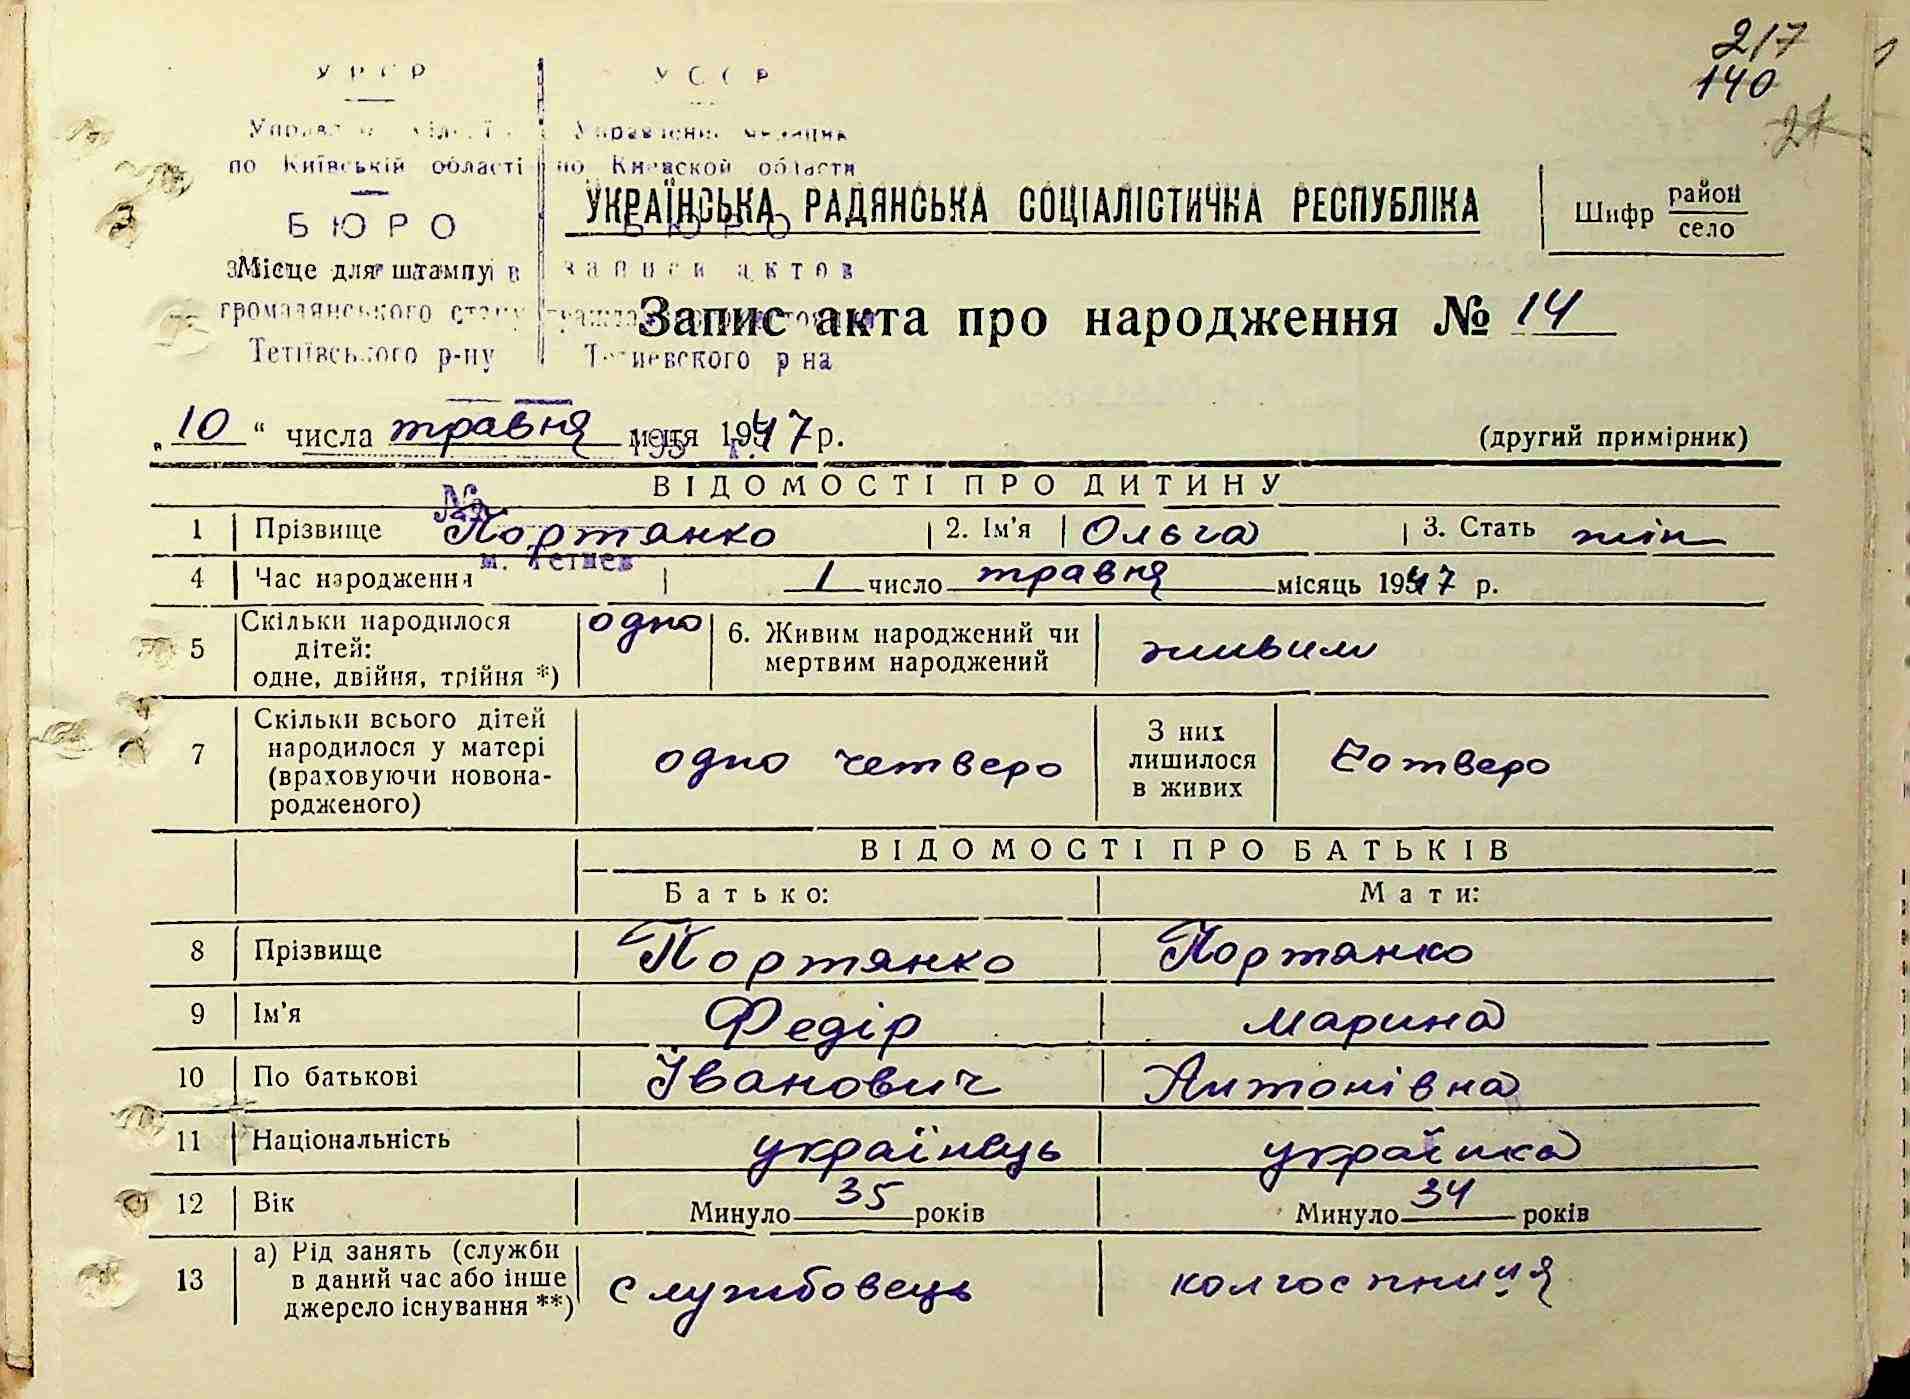 217
140
21
УРСР
УССР
по Київській області
по Киевской области
УКРАЇНСЬКА РАДЯНСЬКА СОЦІАЛІСТИЧКА РЕСПУБЛІКА
Шифр район
село
БЮРО
БЮРО
Місце для штампу
записи актов
громадянського стану
Запис акта про народження № 14
Тетіївського р-ну
Тетиевского р на
„10“ числа травня м-ця 1947 р.
(другий примірник)
ВІДОМОСТІ ПРО ДИТИНУ
№
1 Прізвище Портянко 2. Ім'я Ольга 3. Стать жін
м. Тетиев
4 Час народження 1 число травня місяць 1947 р.
5 Скільки народилося дітей: одне, двійня, трійня *) одно 6. Живим народжений чи мертвим народжений живим
7 Скільки всього дітей народилося у матері (враховуючи новона-родженого) одно четверо З них лишилося в живих Четверо
ВІДОМОСТІ ПРО БАТЬКІВ
Батько: Мати:
8 Прізвище Портянко Портянко
9 Ім'я Федір Марина
10 По батькові Іванович Антонівна
11 Національність українець українка
12 Вік Минуло 35 років Минуло 34 років
13 а) Рід занять (служби в даний час або інше джерело існування **) службовець колгоспниця